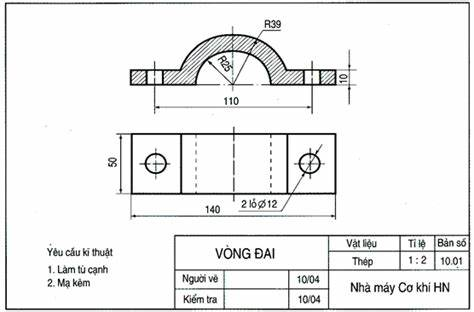 R39
R25
10
110
50
140
2 lỗ Ø 12
Yêu cầu kĩ thuật
1. Làm tù cạnh
2. Mạ kẽm
VÒNG ĐAI
Vật liệu
Tỉ lệ
Bản số
Thép
1 : 2
10.01
Người vẽ
10/04
Kiểm tra
10/04
Nhà máy Cơ khí HN